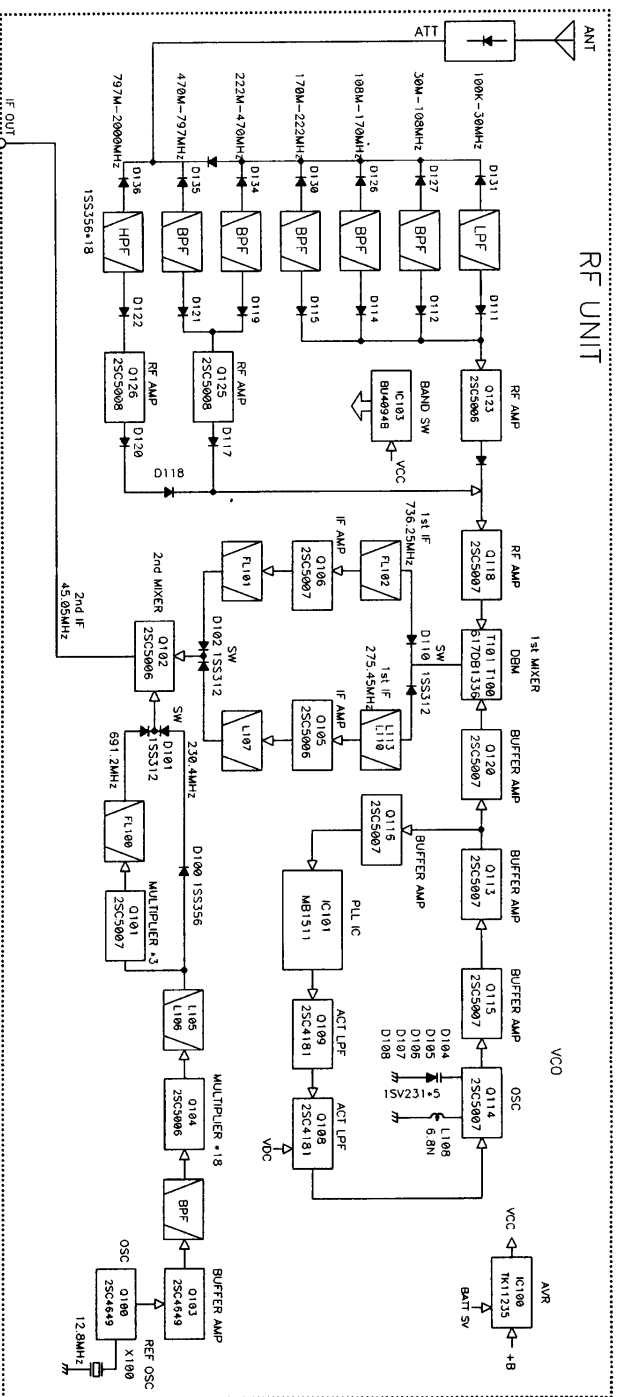 RF UNIT
ANT
ATT
100K-30MHz
30M-108MHz
108M-170MHz
170M-222MHz
222M-470MHz
470M-797MHz
797M-2000MHz
D131
D127
D126
D130
D134
D135
D136
1SS356*18
LPF
BPF
BPF
BPF
BPF
BPF
HPF
D111
D112
D114
D115
D119
D121
D122
RF AMP
Q123
2SC5006
BAND SW
IC103
BU4094B
VCC
RF AMP
Q125
2SC5008
D117
RF AMP
Q126
2SC5008
D120
D118
RF AMP
Q118
2SC5007
1st MIXER
DBM
T101 T100
617DB1336
BUFFER AMP
Q120
2SC5007
BUFFER AMP
Q113
2SC5007
BUFFER AMP
Q115
2SC5007
VCO
OSC
Q114
2SC5007
D104
D105
D106
D107
D108
1SV231*5
L108
6.8N
AVR
IC100
TK11235
+B
BATT SV
VCC
BUFFER AMP
Q116
2SC5007
PLL IC
IC101
MB1511
ACT LPF
Q109
2SC4181
ACT LPF
Q108
2SC4181
VDC
1st IF
736.25MHz
D110 1SS312
SW
1st IF
275.45MHz
FL102
L113
L110
IF AMP
Q106
2SC5007
IF AMP
Q105
2SC5006
FL101
L107
SW
D102 1SS312
2nd MIXER
Q102
2SC5006
2nd IF
45.05MHz
IF OUT
SW
D101
1SS312
230.4MHz
D100 1SS356
691.2MHz
FL100
MULTIPLIER *3
Q101
2SC5007
L105
L106
MULTIPLIER *18
Q104
2SC5006
BPF
BUFFER AMP
Q103
2SC4649
OSC
Q100
2SC4649
REF OSC
X100
12.8MHz